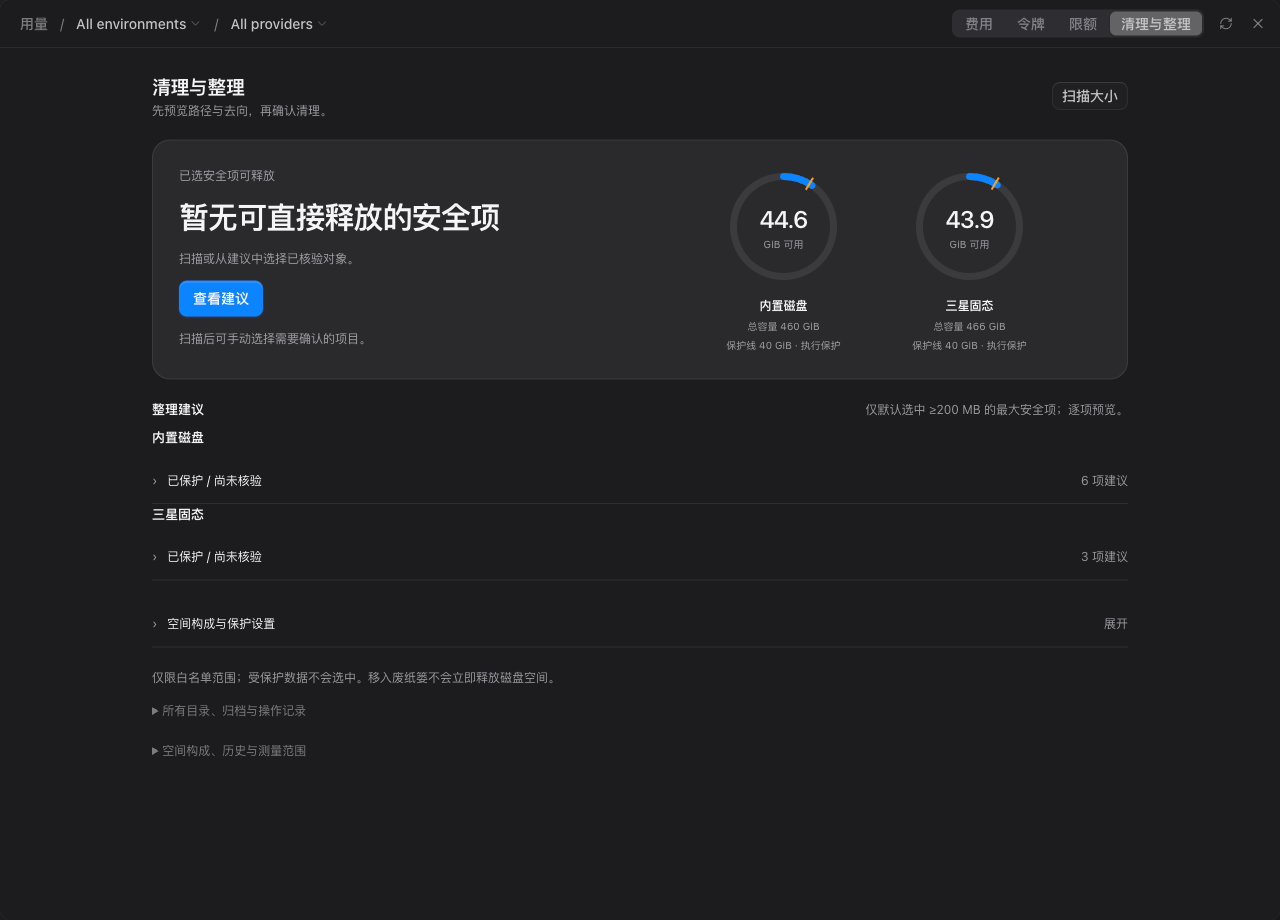 用量 / All environments / All providers
费用 令牌 限额 清理与整理
清理与整理
先预览路径与去向，再确认清理。
扫描大小
已选安全项可释放
暂无可直接释放的安全项
扫描或从建议中选择已核验对象。
查看建议
扫描后可手动选择需要确认的项目。
44.6
GiB 可用
内置磁盘
总容量 460 GiB
保护线 40 GiB · 执行保护
43.9
GiB 可用
三星固态
总容量 466 GiB
保护线 40 GiB · 执行保护
整理建议
仅默认选中 ≥200 MB 的最大安全项；逐项预览。
内置磁盘
› 已保护 / 尚未核验 6 项建议
三星固态
› 已保护 / 尚未核验 3 项建议
› 空间构成与保护设置 展开
仅限白名单范围；受保护数据不会选中。移入废纸篓不会立即释放磁盘空间。
▶ 所有目录、归档与操作记录
▶ 空间构成、历史与测量范围